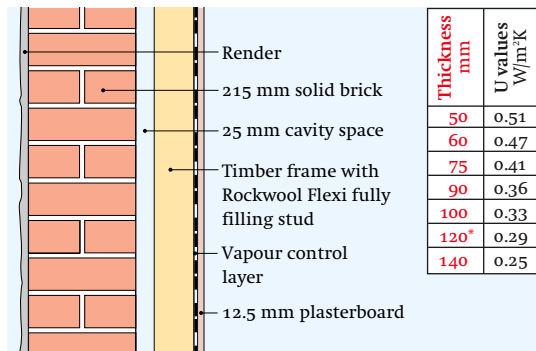 Render
215 mm solid brick
25 mm cavity space
Timber frame with
Rockwool Flexi fully
filling stud
Vapour control
layer
12.5 mm plasterboard
Thickness
mm
U values
W/m²K
50 0.51
60 0.47
75 0.41
90 0.36
100 0.33
120* 0.29
140 0.25